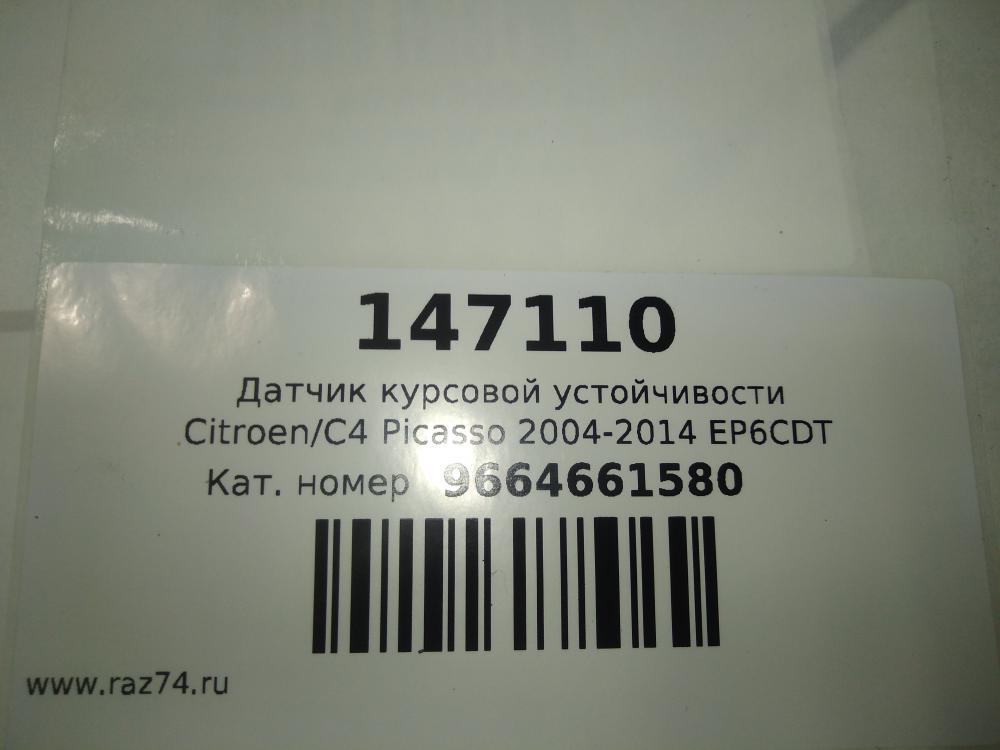 147110
Датчик курсовой устойчивости
Citroen/C4 Picasso 2004-2014 EP6CDT
Кат. номер 9664661580
www.raz74.ru